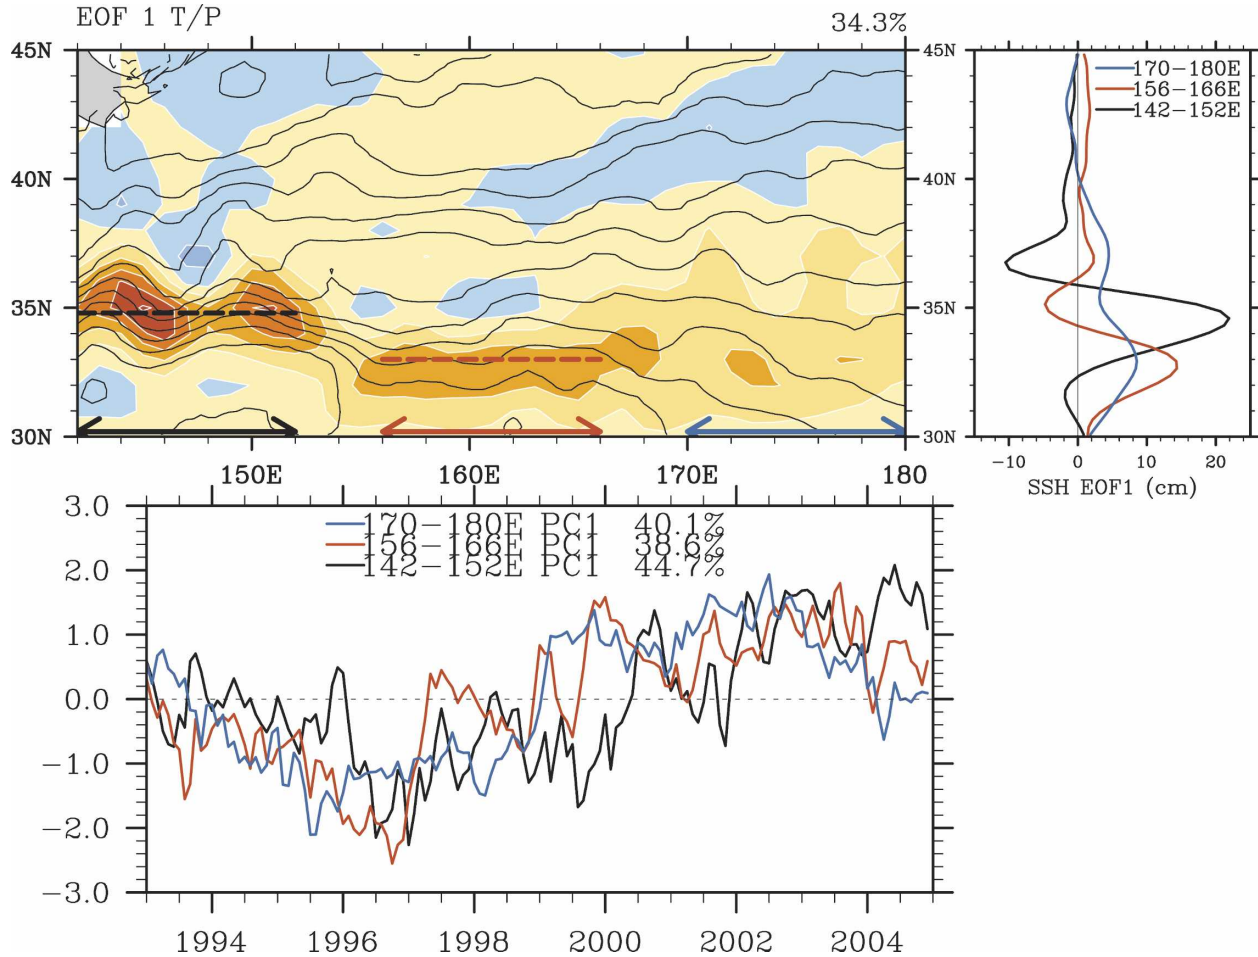 EOF 1 T/P
34.3%
45N
40N
35N
30N
150E
160E
170E
180
45N
40N
35N
30N
170−180E
156−166E
142−152E
−10
0
10
20
SSH EOF1 (cm)
3.0
2.0
1.0
0.0
−1.0
−2.0
−3.0
170−180E PC1 40.1%
156−166E PC1 38.6%
142−152E PC1 44.7%
1994
1996
1998
2000
2002
2004